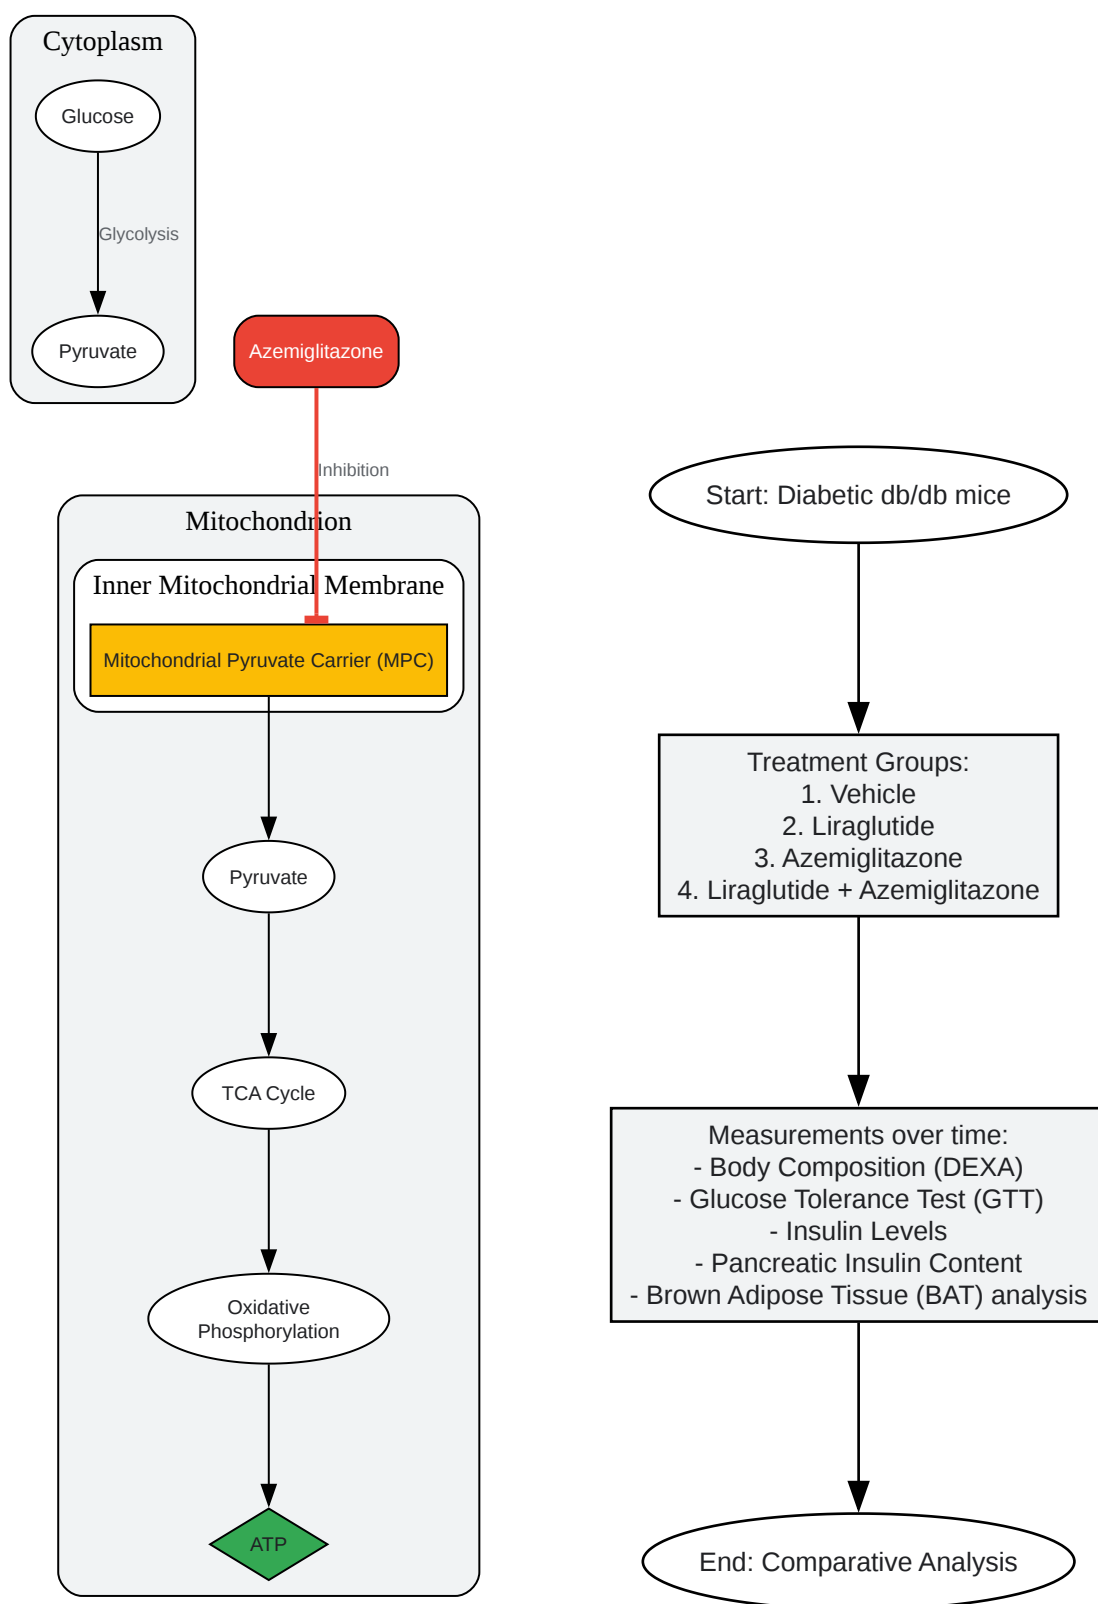 Cytoplasm
Glucose
Glycolysis
Pyruvate
Azemiglitazone
Inhibition
Mitochondrion
Inner Mitochondrial Membrane
Mitochondrial Pyruvate Carrier (MPC)
Pyruvate
TCA Cycle
Oxidative
Phosphorylation
ATP
Start: Diabetic db/db mice
Treatment Groups:
1. Vehicle
2. Liraglutide
3. Azemiglitazone
4. Liraglutide + Azemiglitazone
Measurements over time:
- Body Composition (DEXA)
- Glucose Tolerance Test (GTT)
- Insulin Levels
- Pancreatic Insulin Content
- Brown Adipose Tissue (BAT) analysis
End: Comparative Analysis